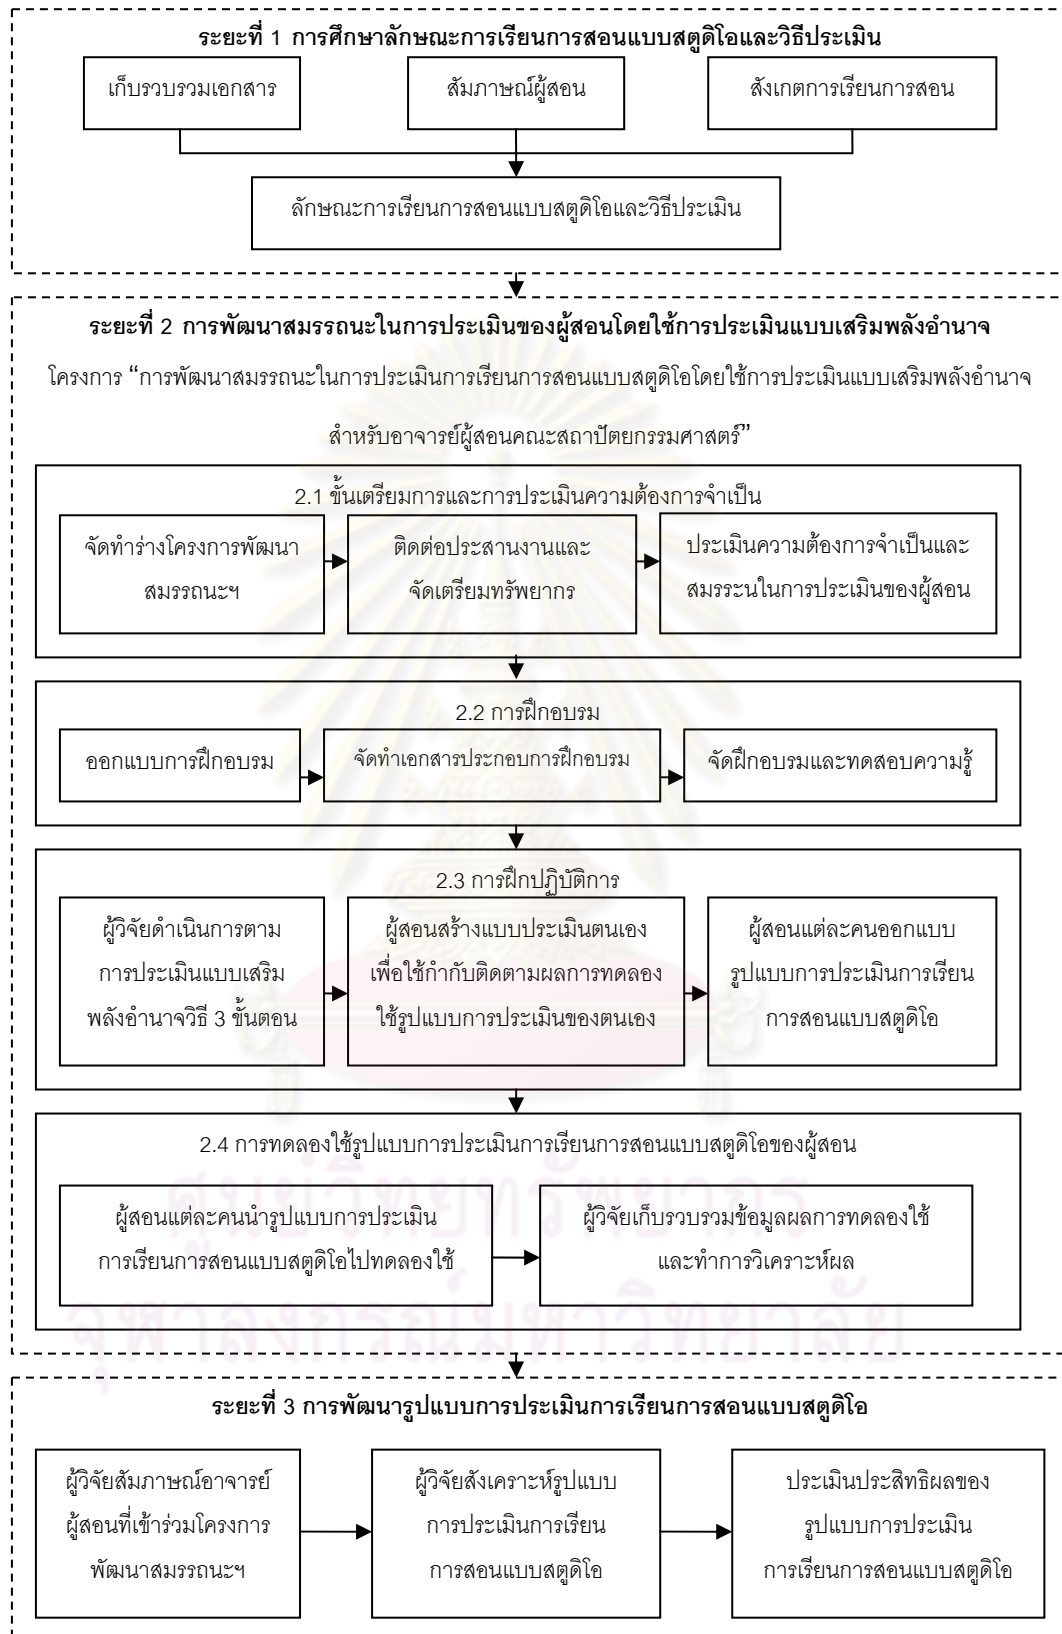 ระยะที่ 1 การศึกษาลักษณะการเรียนการสอนแบบสตูดิโอและวิธีประเมิน
เก็บรวบรวมเอกสาร
สัมภาษณ์ผู้สอน
สังเกตการเรียนการสอน
ลักษณะการเรียนการสอนแบบสตูดิโอและวิธีประเมิน
ระยะที่ 2 การพัฒนาสมรรถนะในการประเมินของผู้สอนโดยใช้การประเมินแบบเสริมพลังอำนาจ
โครงการ “การพัฒนาสมรรถนะในการประเมินการเรียนการสอนแบบสตูดิโอโดยใช้การประเมินแบบเสริมพลังอำนาจ
สำหรับอาจารย์ผู้สอนคณะสถาปัตยกรรมศาสตร์”
2.1 ขั้นเตรียมการและการประเมินความต้องการจำเป็น
จัดทำร่างโครงการพัฒนา
สมรรถนะฯ
ติดต่อประสานงานและ
จัดเตรียมทรัพยากร
ประเมินความต้องการจำเป็นและ
สมรระนในการประเมินของผู้สอน
2.2 การฝึกอบรม
ออกแบบการฝึกอบรม
จัดทำเอกสารประกอบการฝึกอบรม
จัดฝึกอบรมและทดสอบความรู้
2.3 การฝึกปฏิบัติการ
ผู้วิจัยดำเนินการตาม
การประเมินแบบเสริม
พลังอำนาจวิธี 3 ขั้นตอน
ผู้สอนสร้างแบบประเมินตนเอง
เพื่อใช้กำกับติดตามผลการทดลอง
ใช้รูปแบบการประเมินของตนเอง
ผู้สอนแต่ละคนออกแบบ
รูปแบบการประเมินการเรียน
การสอนแบบสตูดิโอ
2.4 การทดลองใช้รูปแบบการประเมินการเรียนการสอนแบบสตูดิโอของผู้สอน
ผู้สอนแต่ละคนนำรูปแบบการประเมิน
การเรียนการสอนแบบสตูดิโอไปทดลองใช้
ผู้วิจัยเก็บรวบรวมข้อมูลผลการทดลองใช้
และทำการวิเคราะห์ผล
ศูนย์วิทยทรัพยากร
จุฬาลงกรณ์มหาวิทยาลัย
ระยะที่ 3 การพัฒนารูปแบบการประเมินการเรียนการสอนแบบสตูดิโอ
ผู้วิจัยสัมภาษณ์อาจารย์
ผู้สอนที่เข้าร่วมโครงการ
พัฒนาสมรรถนะฯ
ผู้วิจัยสังเคราะห์รูปแบบ
การประเมินการเรียน
การสอนแบบสตูดิโอ
ประเมินประสิทธิผลของ
รูปแบบการประเมิน
การเรียนการสอนแบบสตูดิโอ